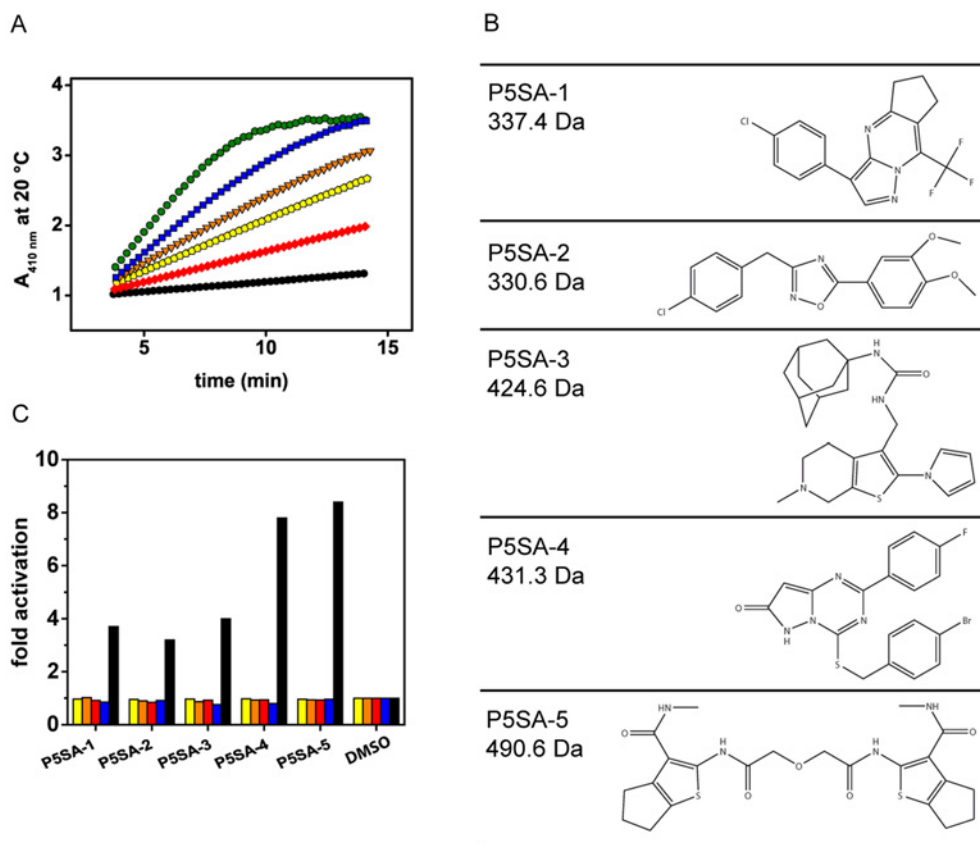 A
4
3
2
1
A410 nm at 20 °C
5
10
15
time (min)
B
P5SA-1
337.4 Da
Cl
N
N
N
F
F
F
P5SA-2
330.6 Da
Cl
N
N
O
O
O
P5SA-3
424.6 Da
H
N
O
HN
N
S
N
P5SA-4
431.3 Da
F
N
N
N
N
H
O
S
Br
P5SA-5
490.6 Da
HN
O
H
N
S
O
O
O
H
N
S
NH
O
C
10
8
6
4
2
0
fold activation
P5SA-1
P5SA-2
P5SA-3
P5SA-4
P5SA-5
DMSO